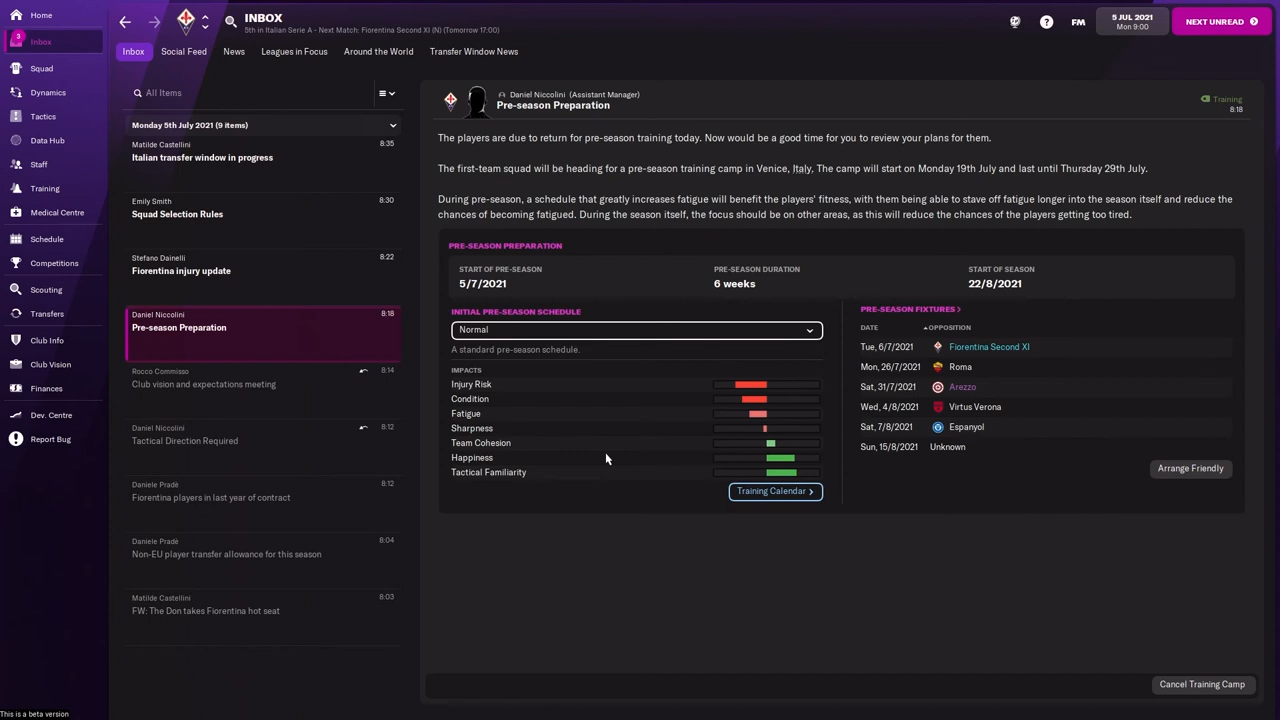 Home
INBOX
5th in Italian Serie A - Next Match: Fiorentina Second XI (N) (Tomorrow 17:00)
FM
5 JUL 2021
Mon 9:00
NEXT UNREAD
3
Inbox
Squad
Dynamics
Tactics
Data Hub
Staff
Training
Medical Centre
Schedule
Competitions
Scouting
Transfers
Club Info
Club Vision
Finances
Dev. Centre
Report Bug
This is a beta version
Inbox Social Feed News Leagues in Focus Around the World Transfer Window News
All Items
Monday 5th July 2021 (9 items)
Matilde Castellini 8:35
Italian transfer window in progress
Emily Smith 8:30
Squad Selection Rules
Stefano Dainelli 8:22
Fiorentina injury update
Daniel Niccolini 8:18
Pre-season Preparation
Rocco Commisso 8:14
Club vision and expectations meeting
Daniel Niccolini 8:12
Tactical Direction Required
Daniele Pradè 8:12
Fiorentina players in last year of contract
Daniele Pradè 8:04
Non-EU player transfer allowance for this season
Matilde Castellini 8:03
FW: The Don takes Fiorentina hot seat
Daniel Niccolini (Assistant Manager)
Pre-season Preparation
Training
8:18
The players are due to return for pre-season training today. Now would be a good time for you to review your plans for them.
The first-team squad will be heading for a pre-season training camp in Venice, Italy. The camp will start on Monday 19th July and last until Thursday 29th July.
During pre-season, a schedule that greatly increases fatigue will benefit the players' fitness, with them being able to stave off fatigue longer into the season itself and reduce the
chances of becoming fatigued. During the season itself, the focus should be on other areas, as this will reduce the chances of the players getting too tired.
PRE-SEASON PREPARATION
START OF PRE-SEASON PRE-SEASON DURATION START OF SEASON
5/7/2021 6 weeks 22/8/2021
INITIAL PRE-SEASON SCHEDULE
Normal
A standard pre-season schedule.
IMPACTS
Injury Risk
Condition
Fatigue
Sharpness
Team Cohesion
Happiness
Tactical Familiarity
Training Calendar >
PRE-SEASON FIXTURES >
DATE OPPOSITION
Tue, 6/7/2021 Fiorentina Second XI
Mon, 26/7/2021 Roma
Sat, 31/7/2021 Arezzo
Wed, 4/8/2021 Virtus Verona
Sat, 7/8/2021 Espanyol
Sun, 15/8/2021 Unknown
Arrange Friendly
Cancel Training Camp